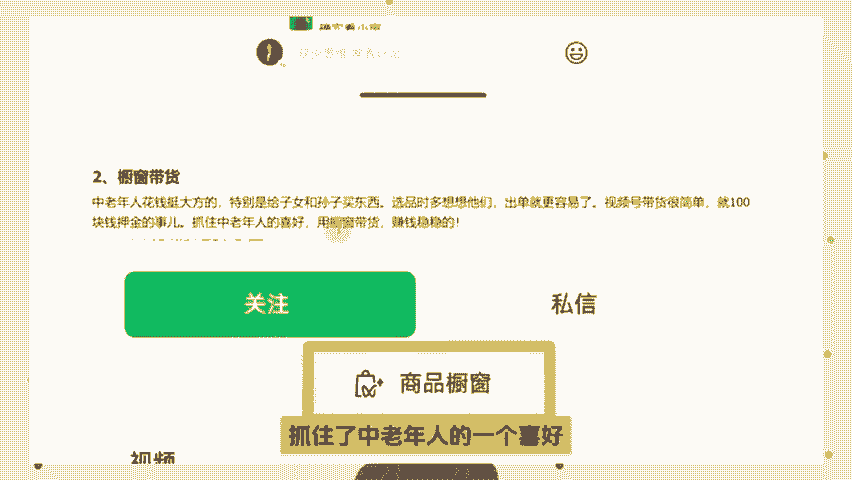 2、橱窗带货
中老年人花钱挺大方的，特别是给子女和孙子买东西。选品时多想想他们，出单就更容易了。视频号带货很简单，就100
块钱押金的事儿。抓住中老年人的喜好，用橱窗带货，赚钱稳稳的！
关注
私信
商品橱窗
抓住了中老年人的一个喜好
视频